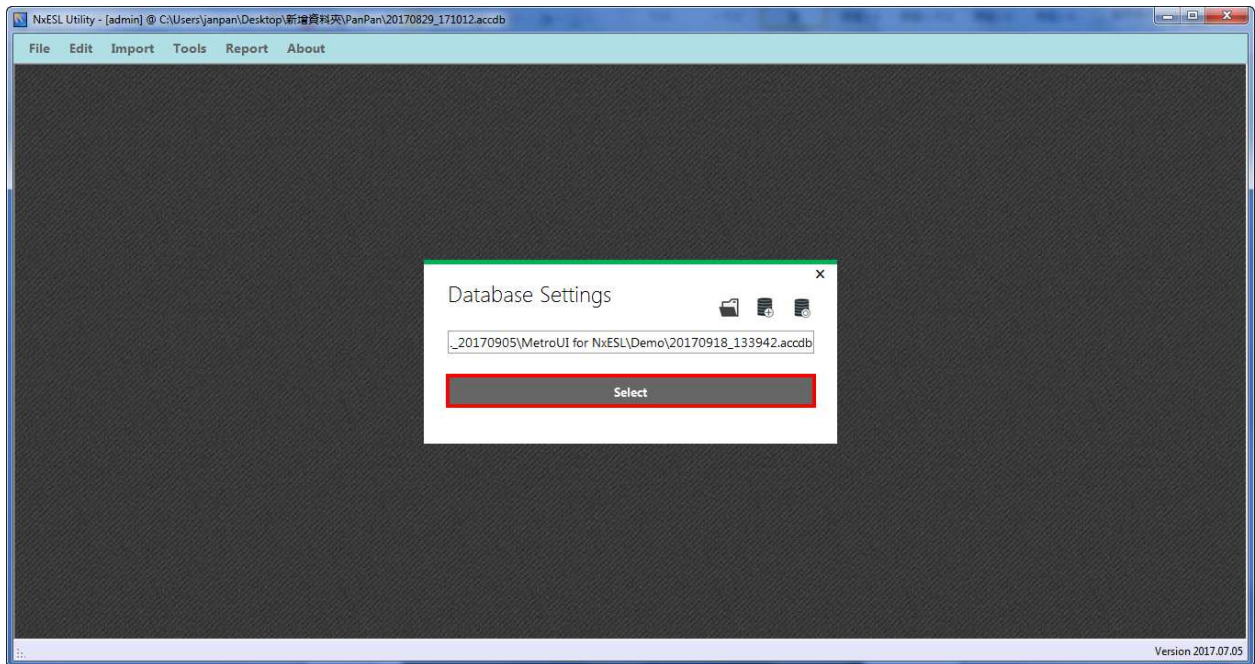 NxESL Utility - [admin] @ C:\Users\janpan\Desktop\新增資料夾\PanPan\20170829_171012.accdb
File Edit Import Tools Report About
x
Database Settings
._20170905\MetroUI for NxESL\Demo\20170918_133942.accdb
Select
Version 2017.07.05